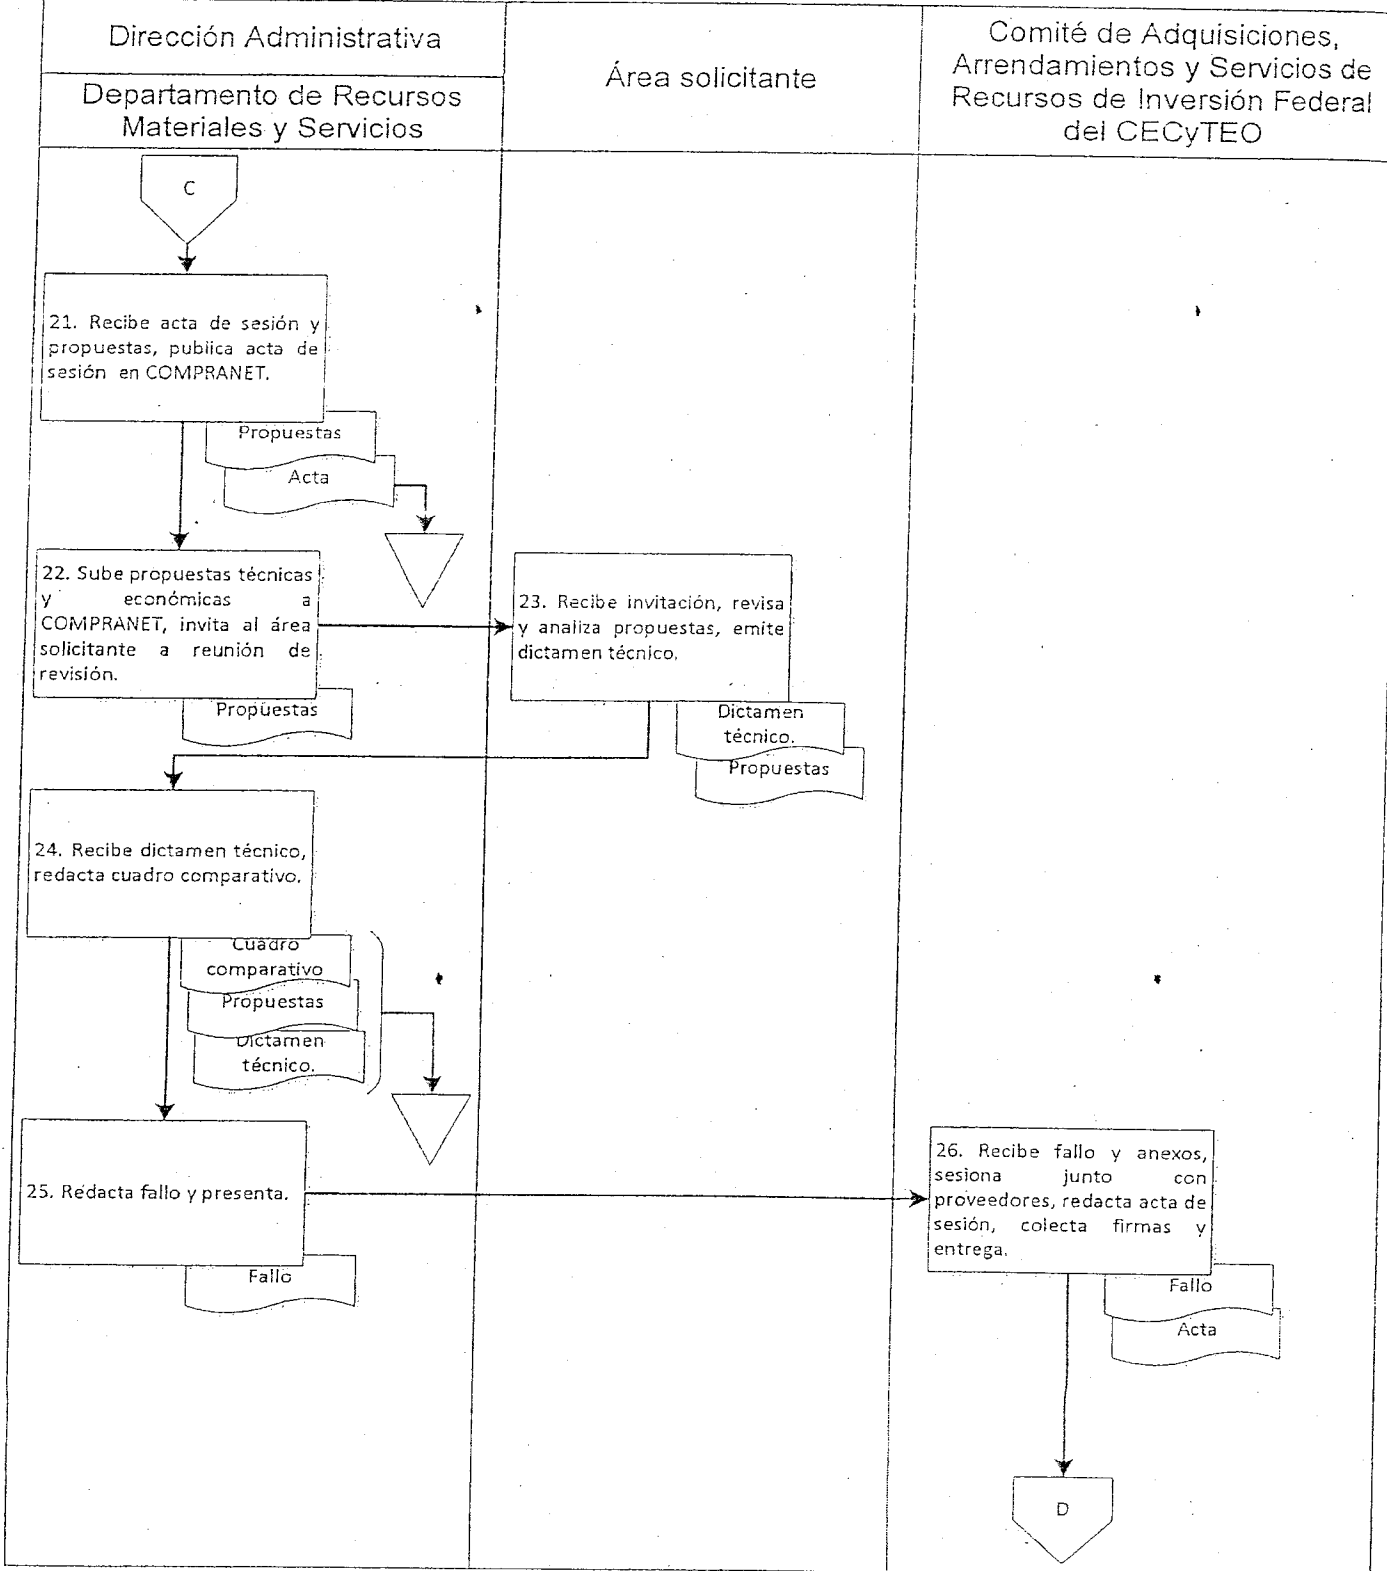 Dirección Administrativa
Departamento de Recursos
Materiales y Servicios
Área solicitante
Comité de Adquisiciones,
Arrendamientos y Servicios de
Recursos de Inversión Federal
del CECyTEO
C
21. Recibe acta de sesión y
propuestas, publica acta de
sesión en COMPRANET.
Propuestas
Acta
22. Sube propuestas técnicas
y económicas a
COMPRANET, invita al área
solicitante a reunión de
revisión.
Propuestas
23. Recibe invitación, revisa
y analiza propuestas, emite
dictamen técnico.
Dictamen
técnico.
Propuestas
24. Recibe dictamen técnico,
redacta cuadro comparativo.
Cuadro
comparativo
Propuestas
Dictamen
técnico.
25. Redacta fallo y presenta.
Fallo
26. Recibe fallo y anexos,
sesiona junto con
proveedores, redacta acta de
sesión, colecta firmas y
entrega.
Fallo
Acta
D